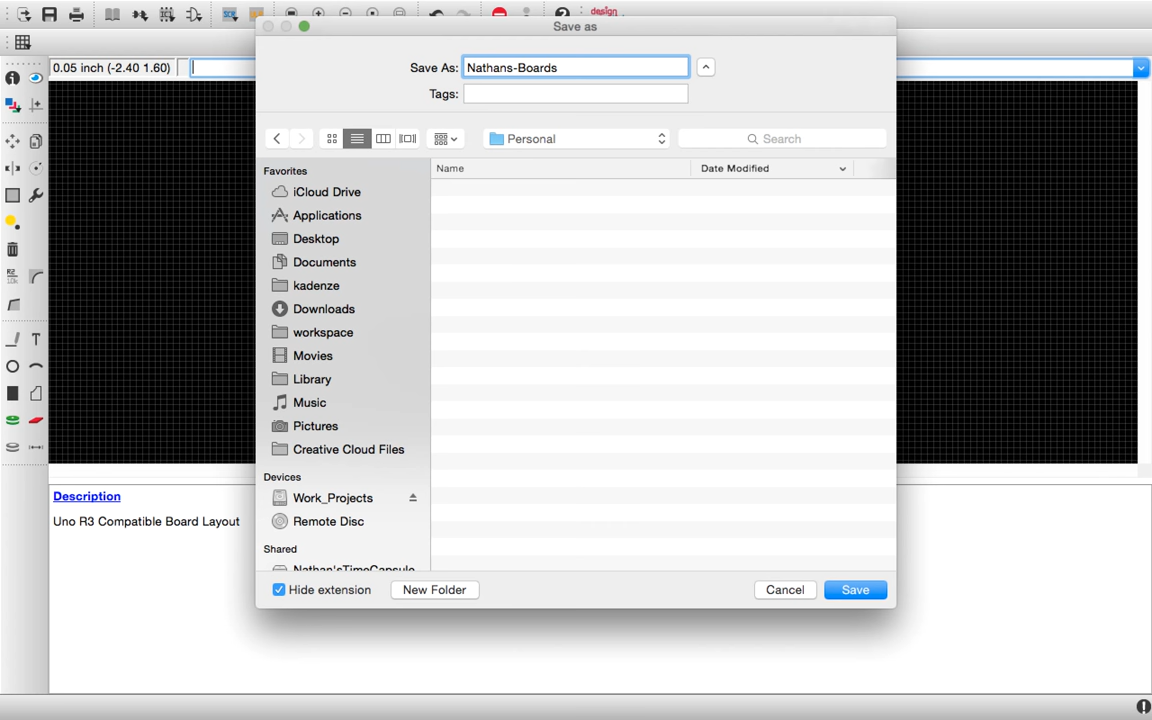 design
Save as
0.05 inch (-2.40 1.60)
Save As: Nathans-Boards
Tags:
Personal
Search
Favorites
Name
Date Modified
iCloud Drive
Applications
Desktop
Documents
kadenze
Downloads
workspace
Movies
Library
Music
Pictures
Creative Cloud Files
Devices
Work_Projects
Remote Disc
Shared
Nathan'sTimeCapsule
Hide extension
New Folder
Cancel
Save
Description
Uno R3 Compatible Board Layout